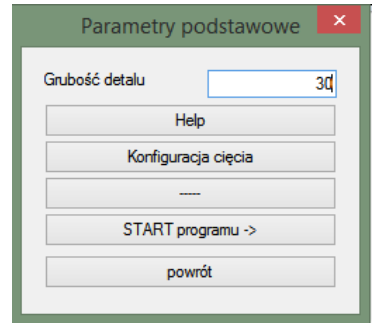 Parametry podstawowe
Grubość detalu 30
Help
Konfiguracja cięcia
-----
START programu ->
powrót